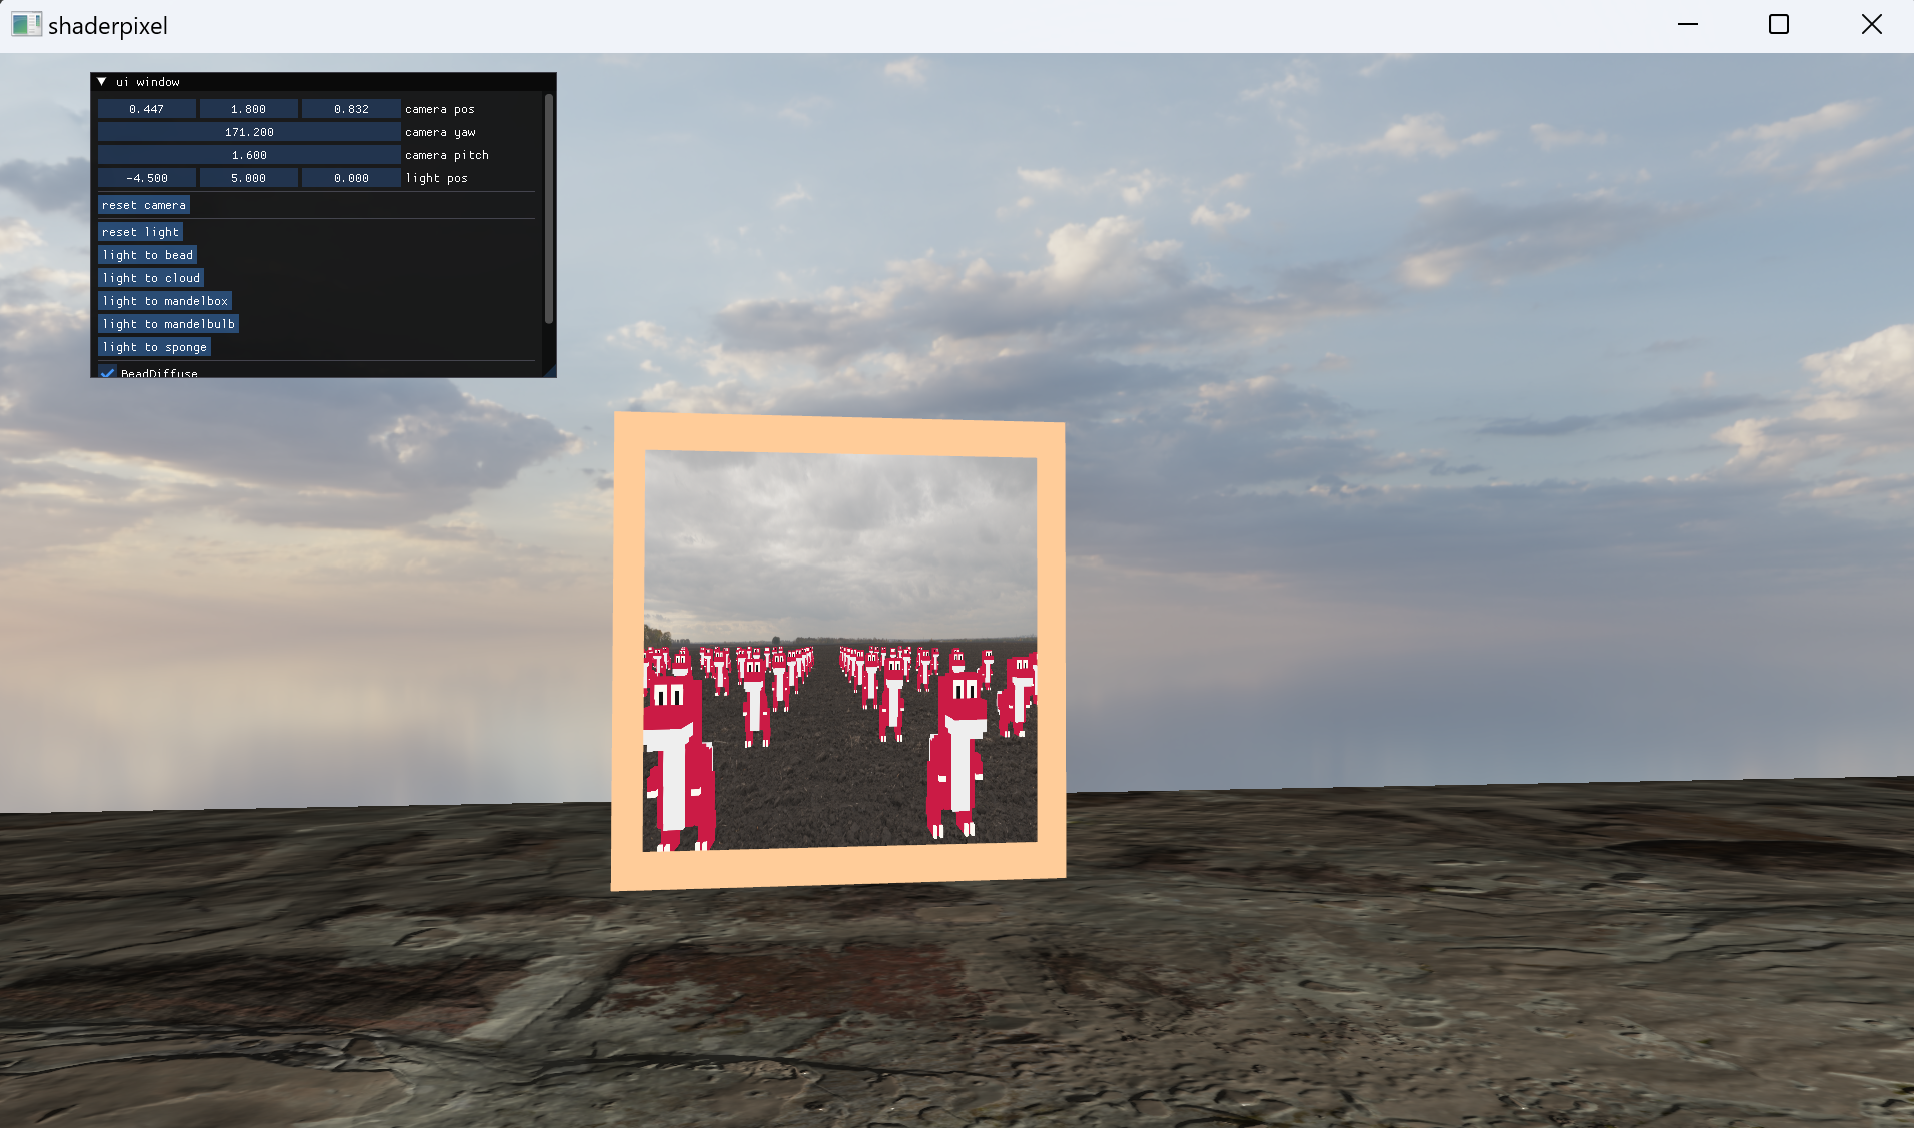 shaderpixel
ui window
0.447 1.800 0.832 camera pos
171.200 camera yaw
1.600 camera pitch
-4.500 5.000 0.000 light pos
reset camera
reset light
light to bead
light to cloud
light to mandelbox
light to mandelbulb
light to sponge
BeadDiffuse